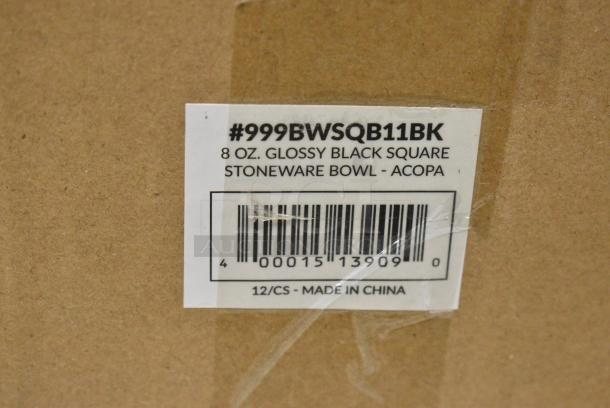 #999BWSQB11BK
8 OZ. GLOSSY BLACK SQUARE
STONEWARE BOWL - ACOPA
4 00015 13909 0
12/CS - MADE IN CHINA